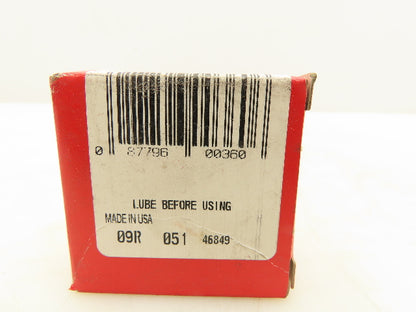 0 87796 00360
LUBE BEFORE USING
MADE IN USA
09R 051 46849